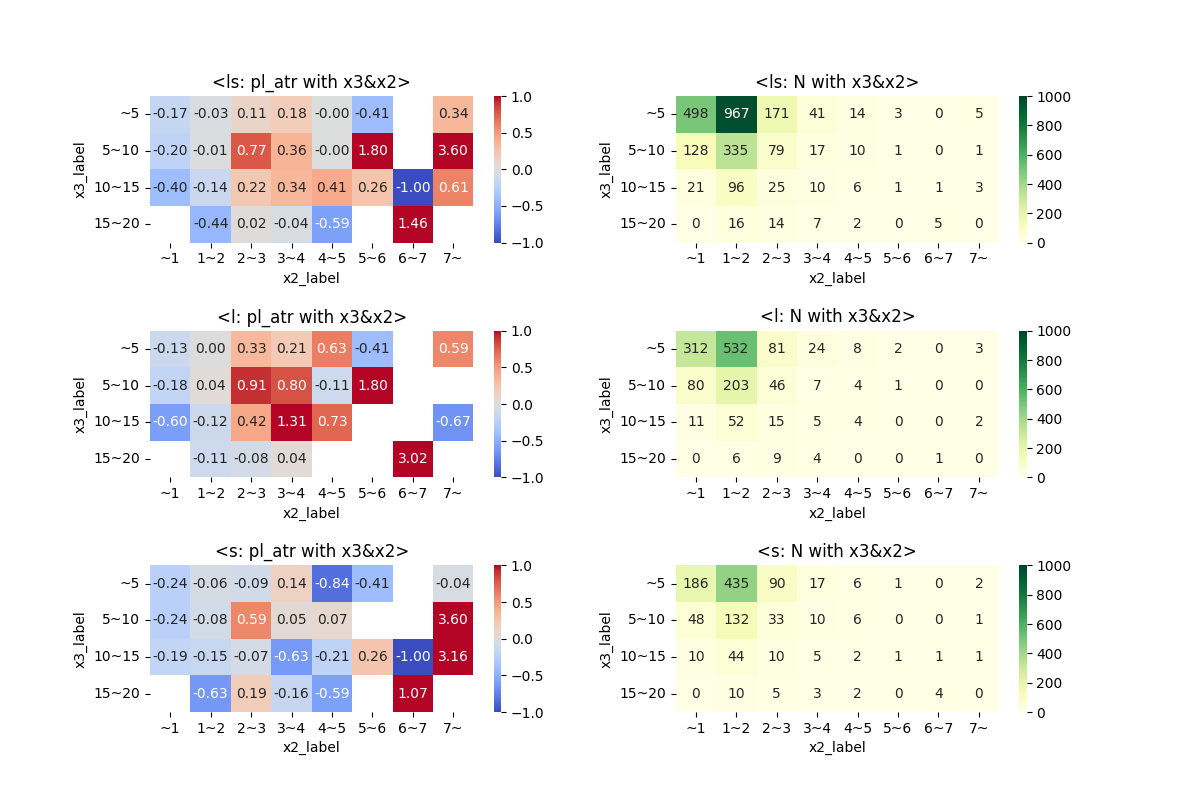 <ls: pl_atr with x3&x2>
x3_label
~5 -0.17 -0.03 0.11 0.18 -0.00 -0.41 0.34
5~10 -0.20 -0.01 0.77 0.36 -0.00 1.80 3.60
10~15 -0.40 -0.14 0.22 0.34 0.41 0.26 -1.00 0.61
15~20 -0.44 0.02 -0.04 -0.59 1.46
~1 1~2 2~3 3~4 4~5 5~6 6~7 7~
x2_label
1.0
0.5
0.0
−0.5
−1.0
<ls: N with x3&x2>
x3_label
~5 498 967 171 41 14 3 0 5
5~10 128 335 79 17 10 1 0 1
10~15 21 96 25 10 6 1 1 3
15~20 0 16 14 7 2 0 5 0
~1 1~2 2~3 3~4 4~5 5~6 6~7 7~
x2_label
1000
800
600
400
200
0
<l: pl_atr with x3&x2>
x3_label
~5 -0.13 0.00 0.33 0.21 0.63 -0.41 0.59
5~10 -0.18 0.04 0.91 0.80 -0.11 1.80
10~15 -0.60 -0.12 0.42 1.31 0.73 -0.67
15~20 -0.11 -0.08 0.04 3.02
~1 1~2 2~3 3~4 4~5 5~6 6~7 7~
x2_label
1.0
0.5
0.0
−0.5
−1.0
<l: N with x3&x2>
x3_label
~5 312 532 81 24 8 2 0 3
5~10 80 203 46 7 4 1 0 0
10~15 11 52 15 5 4 0 0 2
15~20 0 6 9 4 0 0 1 0
~1 1~2 2~3 3~4 4~5 5~6 6~7 7~
x2_label
1000
800
600
400
200
0
<s: pl_atr with x3&x2>
x3_label
~5 -0.24 -0.06 -0.09 0.14 -0.84 -0.41 -0.04
5~10 -0.24 -0.08 0.59 0.05 0.07 3.60
10~15 -0.19 -0.15 -0.07 -0.63 -0.21 0.26 -1.00 3.16
15~20 -0.63 0.19 -0.16 -0.59 1.07
~1 1~2 2~3 3~4 4~5 5~6 6~7 7~
x2_label
1.0
0.5
0.0
−0.5
−1.0
<s: N with x3&x2>
x3_label
~5 186 435 90 17 6 1 0 2
5~10 48 132 33 10 6 0 0 1
10~15 10 44 10 5 2 1 1 1
15~20 0 10 5 3 2 0 4 0
~1 1~2 2~3 3~4 4~5 5~6 6~7 7~
x2_label
1000
800
600
400
200
0